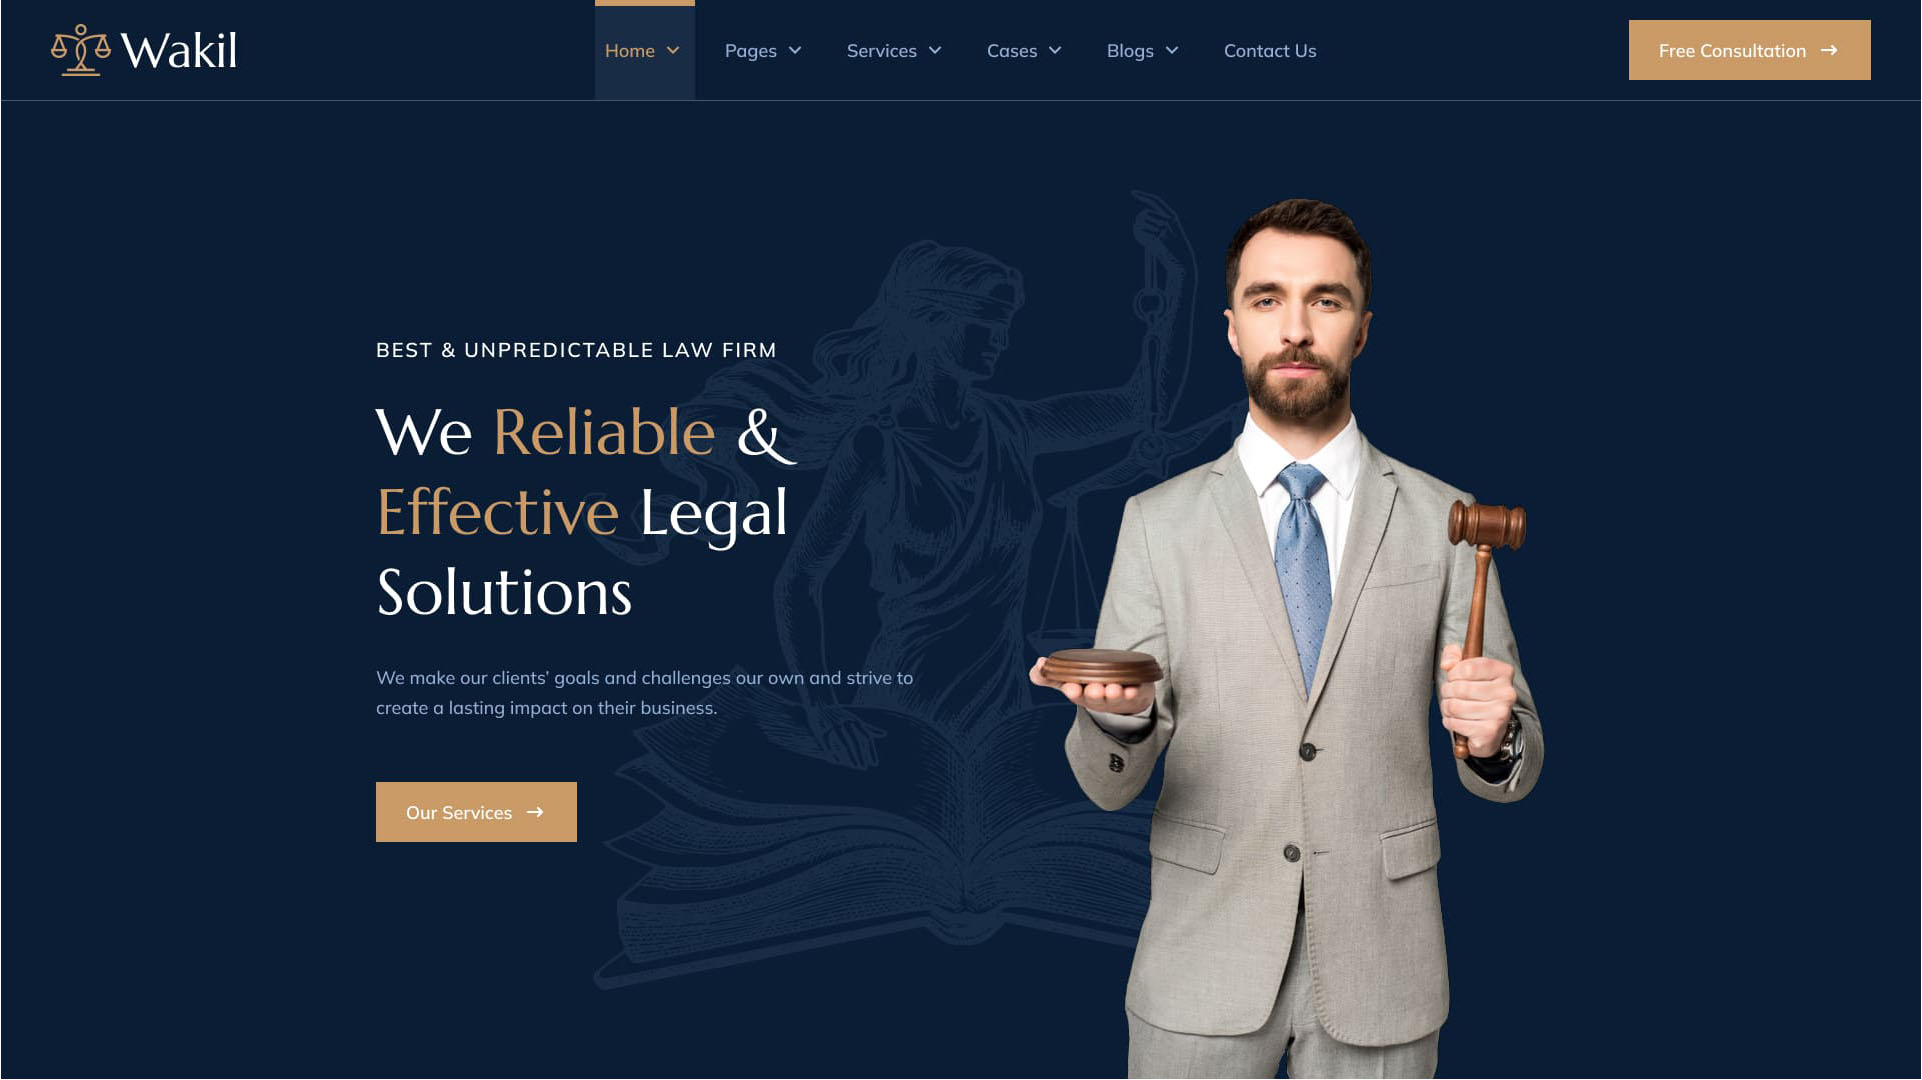 Wakil
Home
Pages
Services
Cases
Blogs
Contact Us
Free Consultation
BEST & UNPREDICTABLE LAW FIRM
We Reliable &
Effective Legal
Solutions
We make our clients’ goals and challenges our own and strive to
create a lasting impact on their business.
Our Services